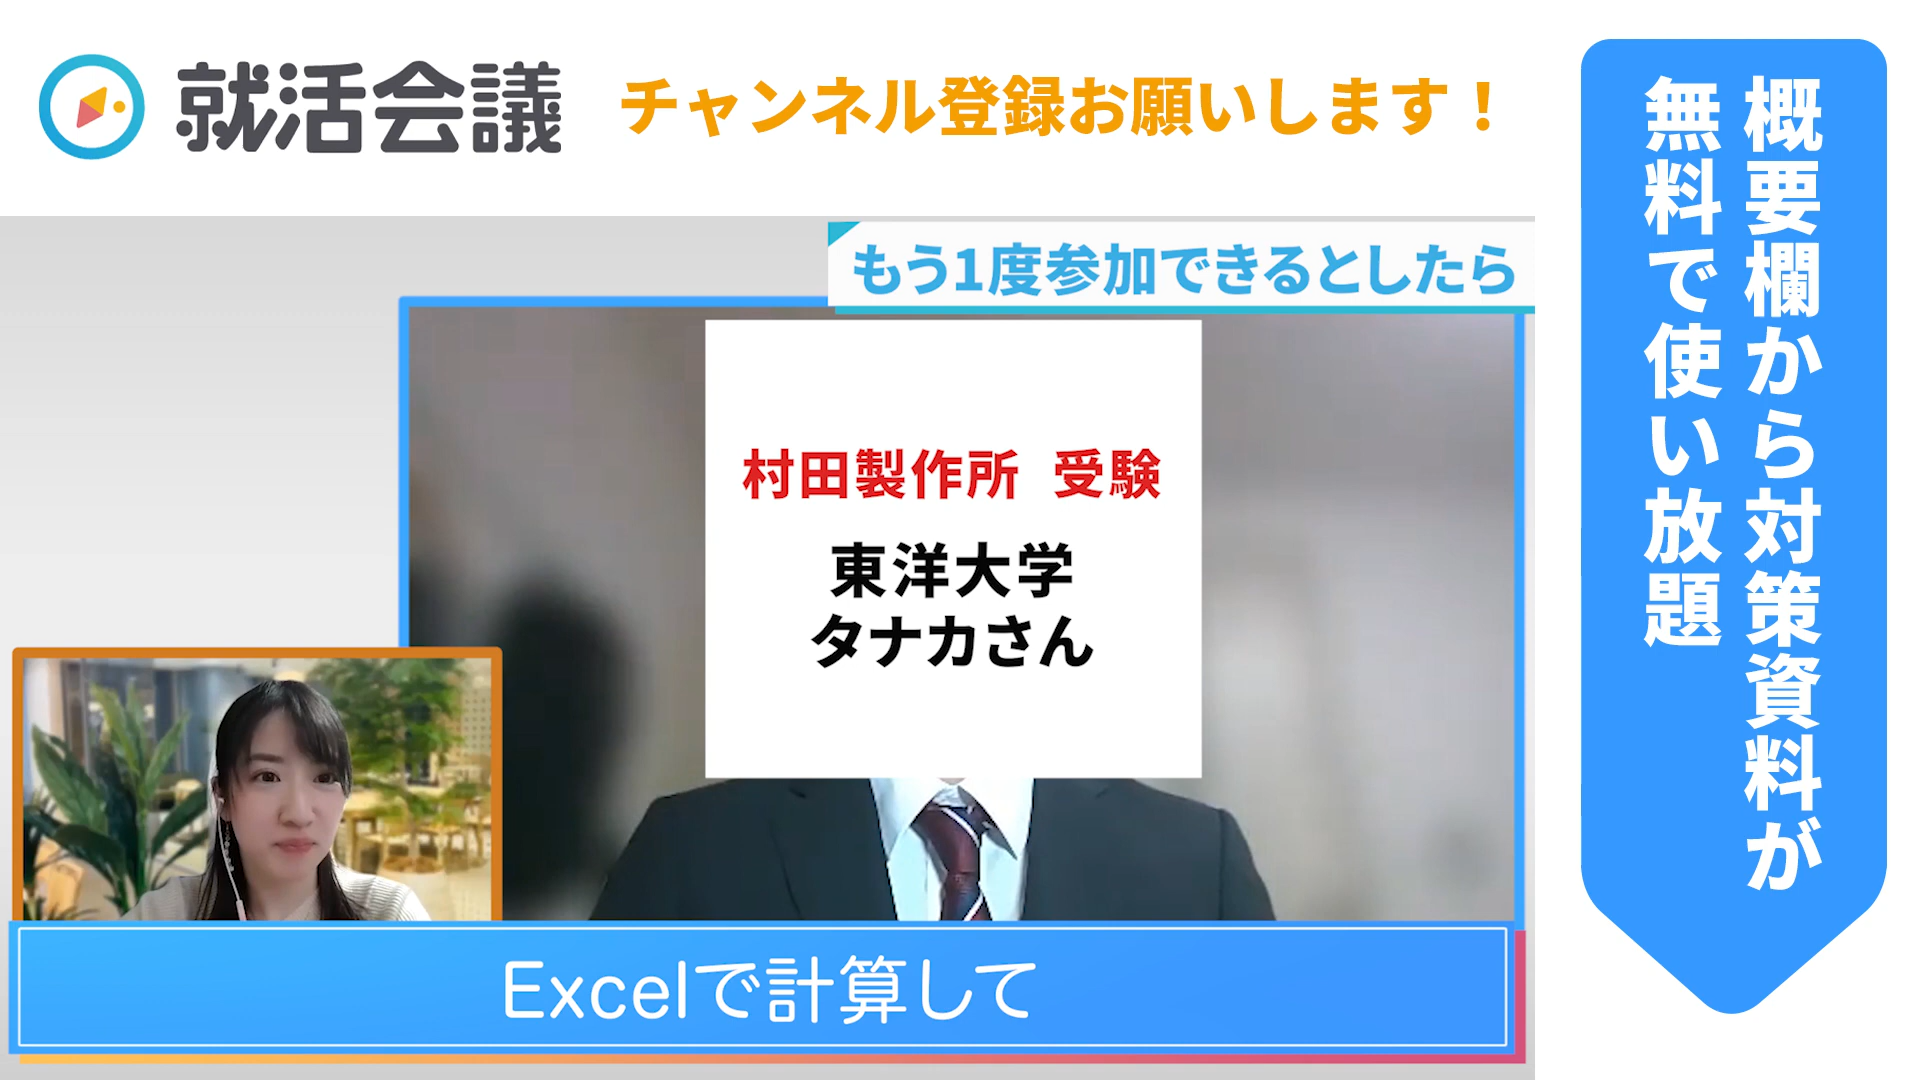 就活会議
チャンネル登録お願いします！
もう1度参加できるとしたら
村田製作所 受験
東洋大学
タナカさん
Excelで計算して
概要欄から対策資料が
無料で使い放題